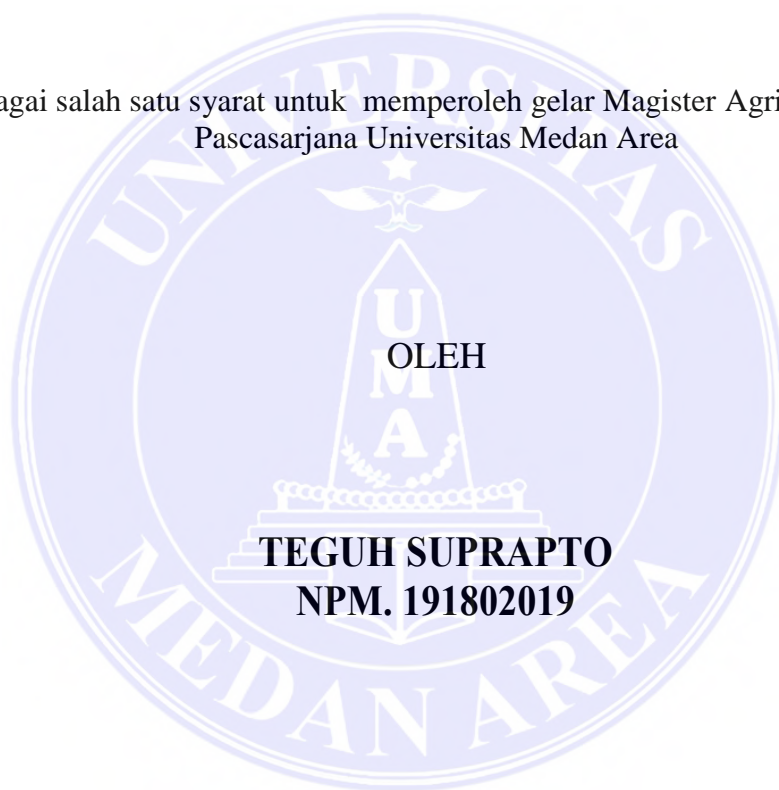 agai salah satu syarat untuk memperoleh gelar Magister Agri
Pascasarjana Universitas Medan Area
UNIVERSITAS
UMA
OLEH
TEGUH SUPRAPTO
NPM. 191802019
MEDAN AREA